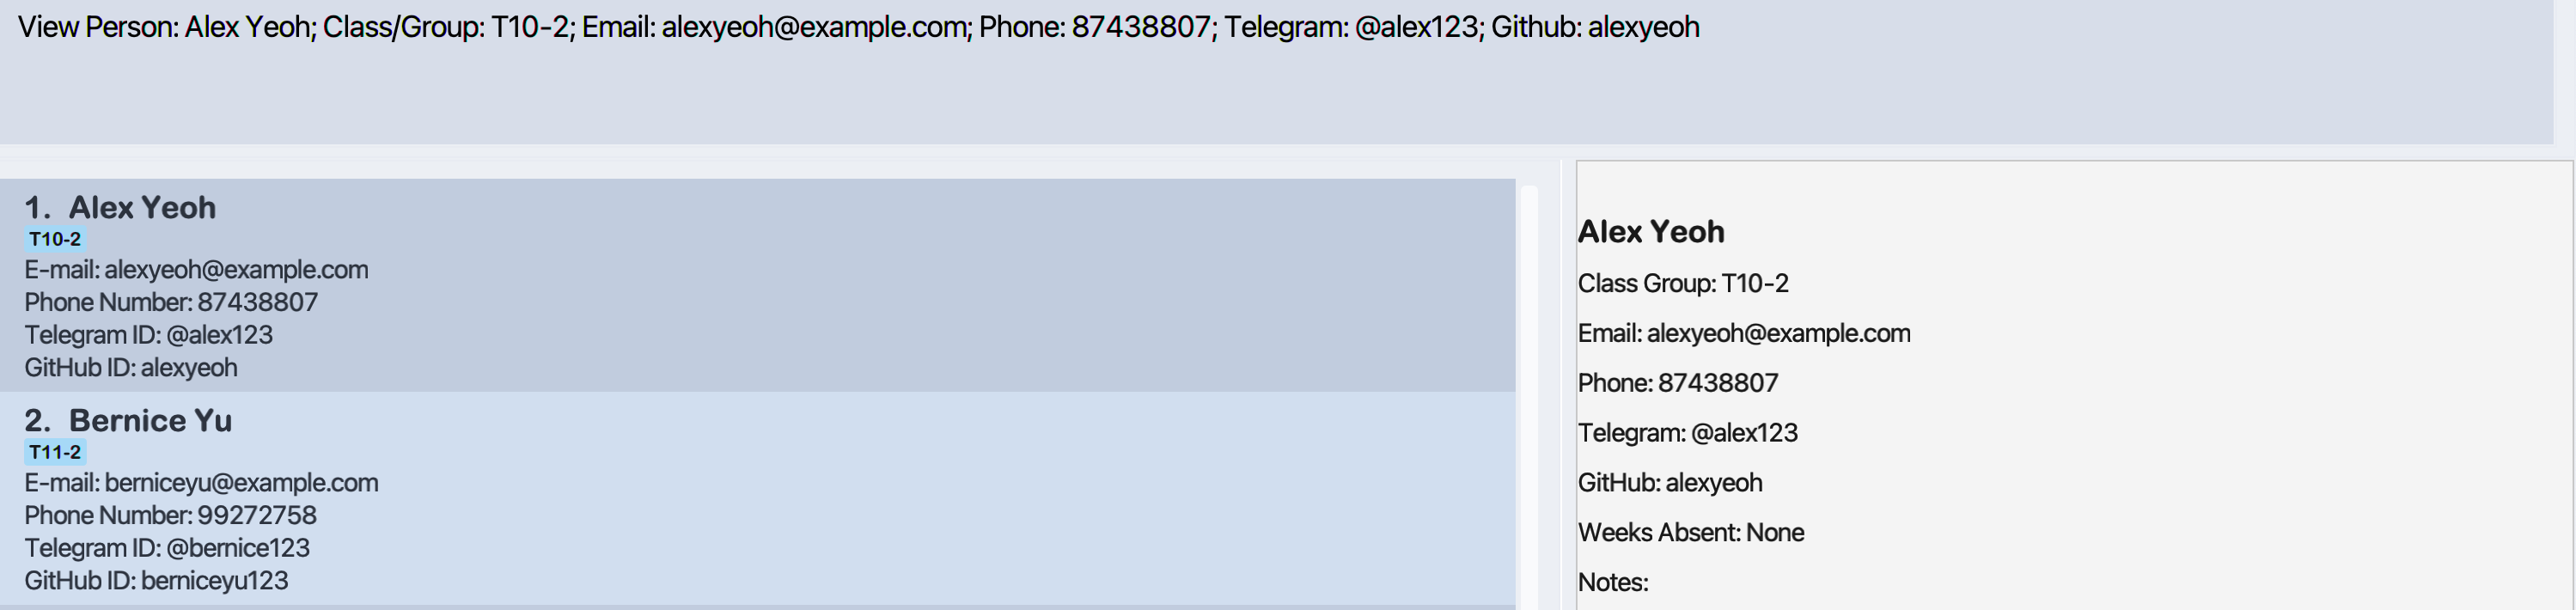 View Person: Alex Yeoh; Class/Group: T10-2; Email: alexyeoh@example.com; Phone: 87438807; Telegram: @alex123; Github: alexyeoh
1. Alex Yeoh
T10-2
E-mail: alexyeoh@example.com
Phone Number: 87438807
Telegram ID: @alex123
GitHub ID: alexyeoh
2. Bernice Yu
T11-2
E-mail: berniceyu@example.com
Phone Number: 99272758
Telegram ID: @bernice123
GitHub ID: berniceyu123
Alex Yeoh
Class Group: T10-2
Email: alexyeoh@example.com
Phone: 87438807
Telegram: @alex123
GitHub: alexyeoh
Weeks Absent: None
Notes: